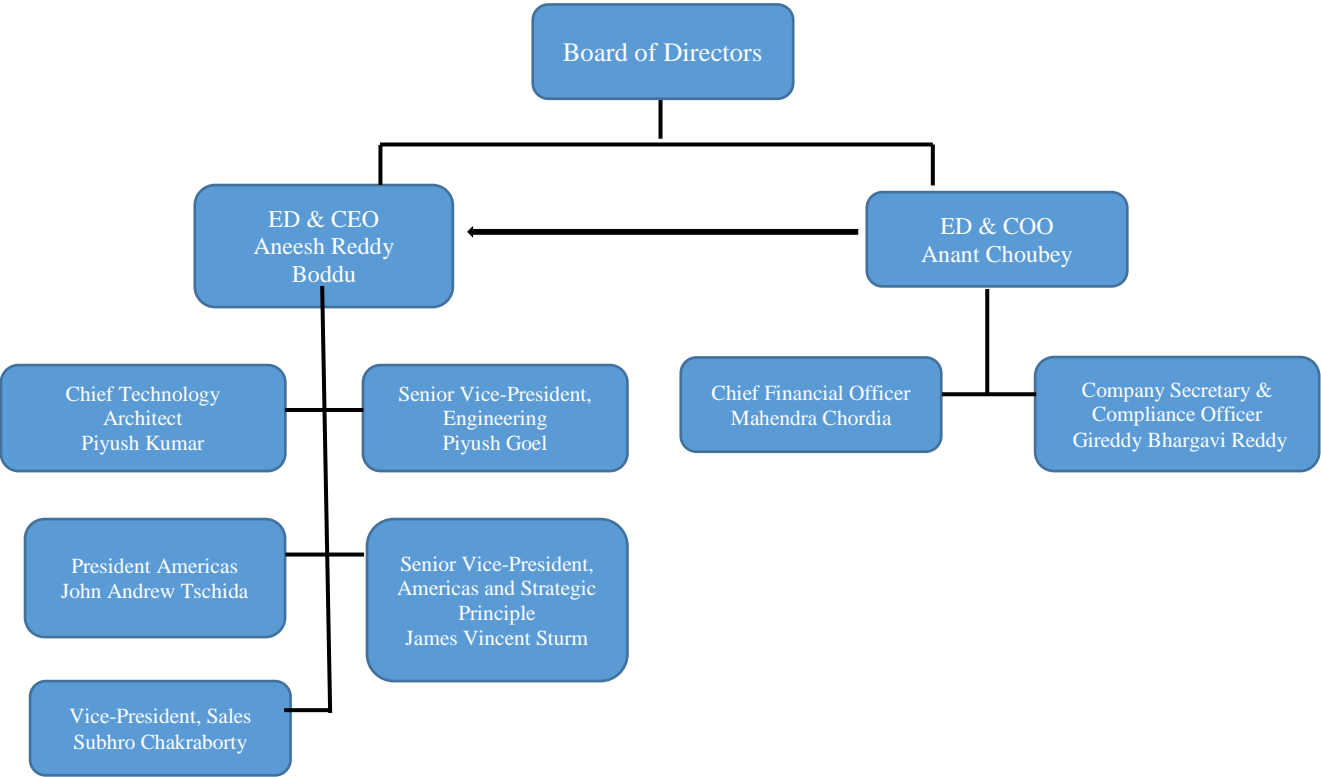 Board of Directors
ED & CEO
Aneesh Reddy
Boddu
ED & COO
Anant Choubey
Chief Technology
Architect
Piyush Kumar
Senior Vice-President,
Engineering
Piyush Goel
Chief Financial Officer
Mahendra Chordia
Company Secretary &
Compliance Officer
Gireddy Bhargavi Reddy
President Americas
John Andrew Tschida
Senior Vice-President,
Americas and Strategic
Principle
James Vincent Sturm
Vice-President, Sales
Subhro Chakraborty